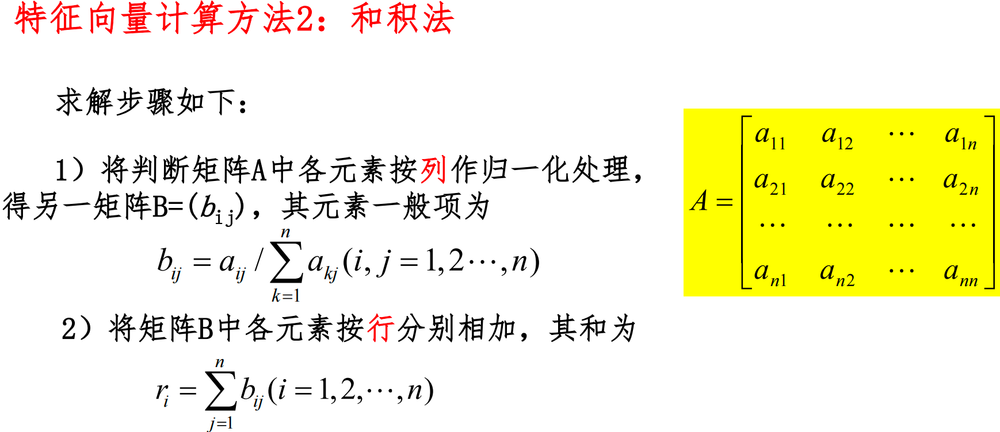 特征向量计算方法2：和积法
求解步骤如下：
1）将判断矩阵A中各元素按列作归一化处理，
得另一矩阵B=(b_{ij})，其元素一般项为
b_{ij} = a_{ij} / \sum_{k=1}^{n} a_{kj} (i, j = 1,2⋯,n)
2）将矩阵B中各元素按行分别相加，其和为
r_i = \sum_{j=1}^{n} b_{ij} (i = 1,2,⋯,n)
A = \begin{bmatrix} a_{11} & a_{12} & \cdots & a_{1n} \\ a_{21} & a_{22} & \cdots & a_{2n} \\ \cdots & \cdots & \cdots & \cdots \\ a_{n1} & a_{n2} & \cdots & a_{nn} \end{bmatrix}